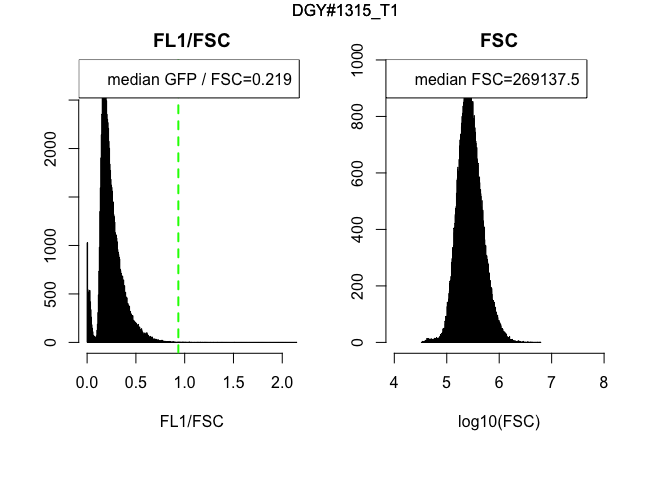 DGY#1315_T1
FL1/FSC
FSC
median GFP / FSC=0.219
median FSC=269137.5
0
500
1000
2000
0
200
400
600
800
1000
0.0 0.5 1.0 1.5 2.0
4 5 6 7 8
FL1/FSC
log10(FSC)